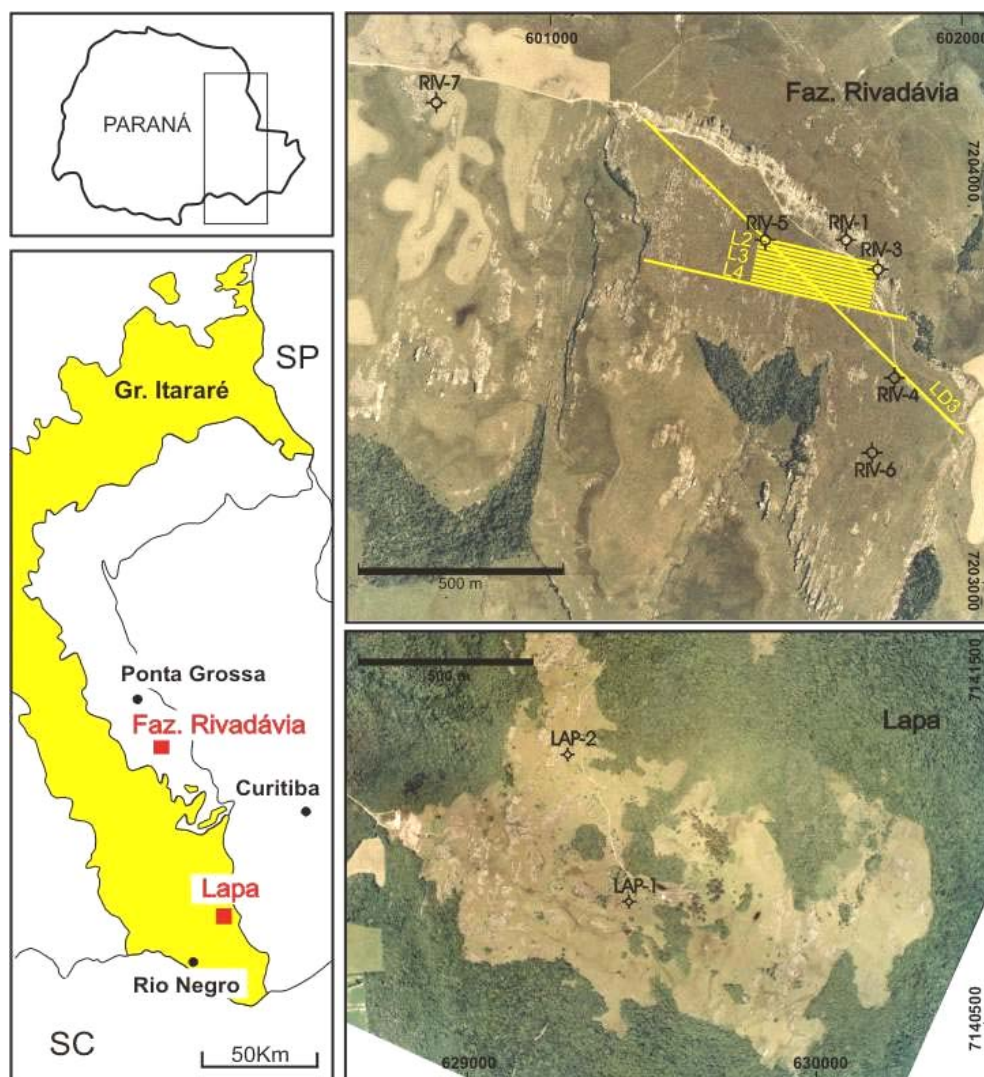 PARANÁ
SP
Gr. Itararé
Ponta Grossa
Faz. Rivadávia
Curitiba
Lapa
Rio Negro
SC
50Km
601000
602000
RIV-7
Faz. Rivadávia
7204000
RIV-5
RIV-1
L2
RIV-3
L3
L4
RIV-4
LD3
RIV-6
500 m
7203000
500 m
7141500
Lapa
LAP-2
LAP-1
7140500
629000
630000